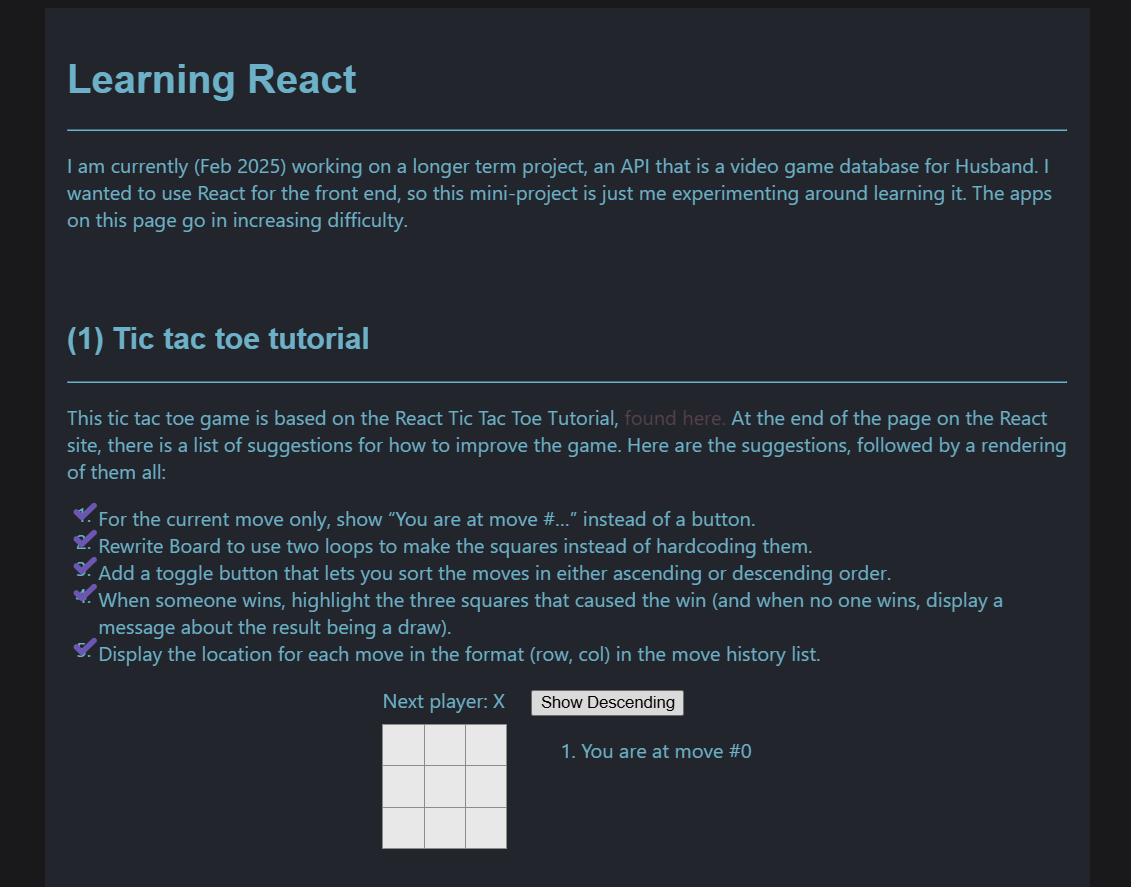 Learning React
I am currently (Feb 2025) working on a longer term project, an API that is a video game database for Husband. I
wanted to use React for the front end, so this mini-project is just me experimenting around learning it. The apps
on this page go in increasing difficulty.
(1) Tic tac toe tutorial
This tic tac toe game is based on the React Tic Tac Toe Tutorial, found here. At the end of the page on the React
site, there is a list of suggestions for how to improve the game. Here are the suggestions, followed by a rendering
of them all:
1. For the current move only, show “You are at move #...” instead of a button.
2. Rewrite Board to use two loops to make the squares instead of hardcoding them.
3. Add a toggle button that lets you sort the moves in either ascending or descending order.
4. When someone wins, highlight the three squares that caused the win (and when no one wins, display a
message about the result being a draw).
5. Display the location for each move in the format (row, col) in the move history list.
Next player: X
Show Descending
1. You are at move #0